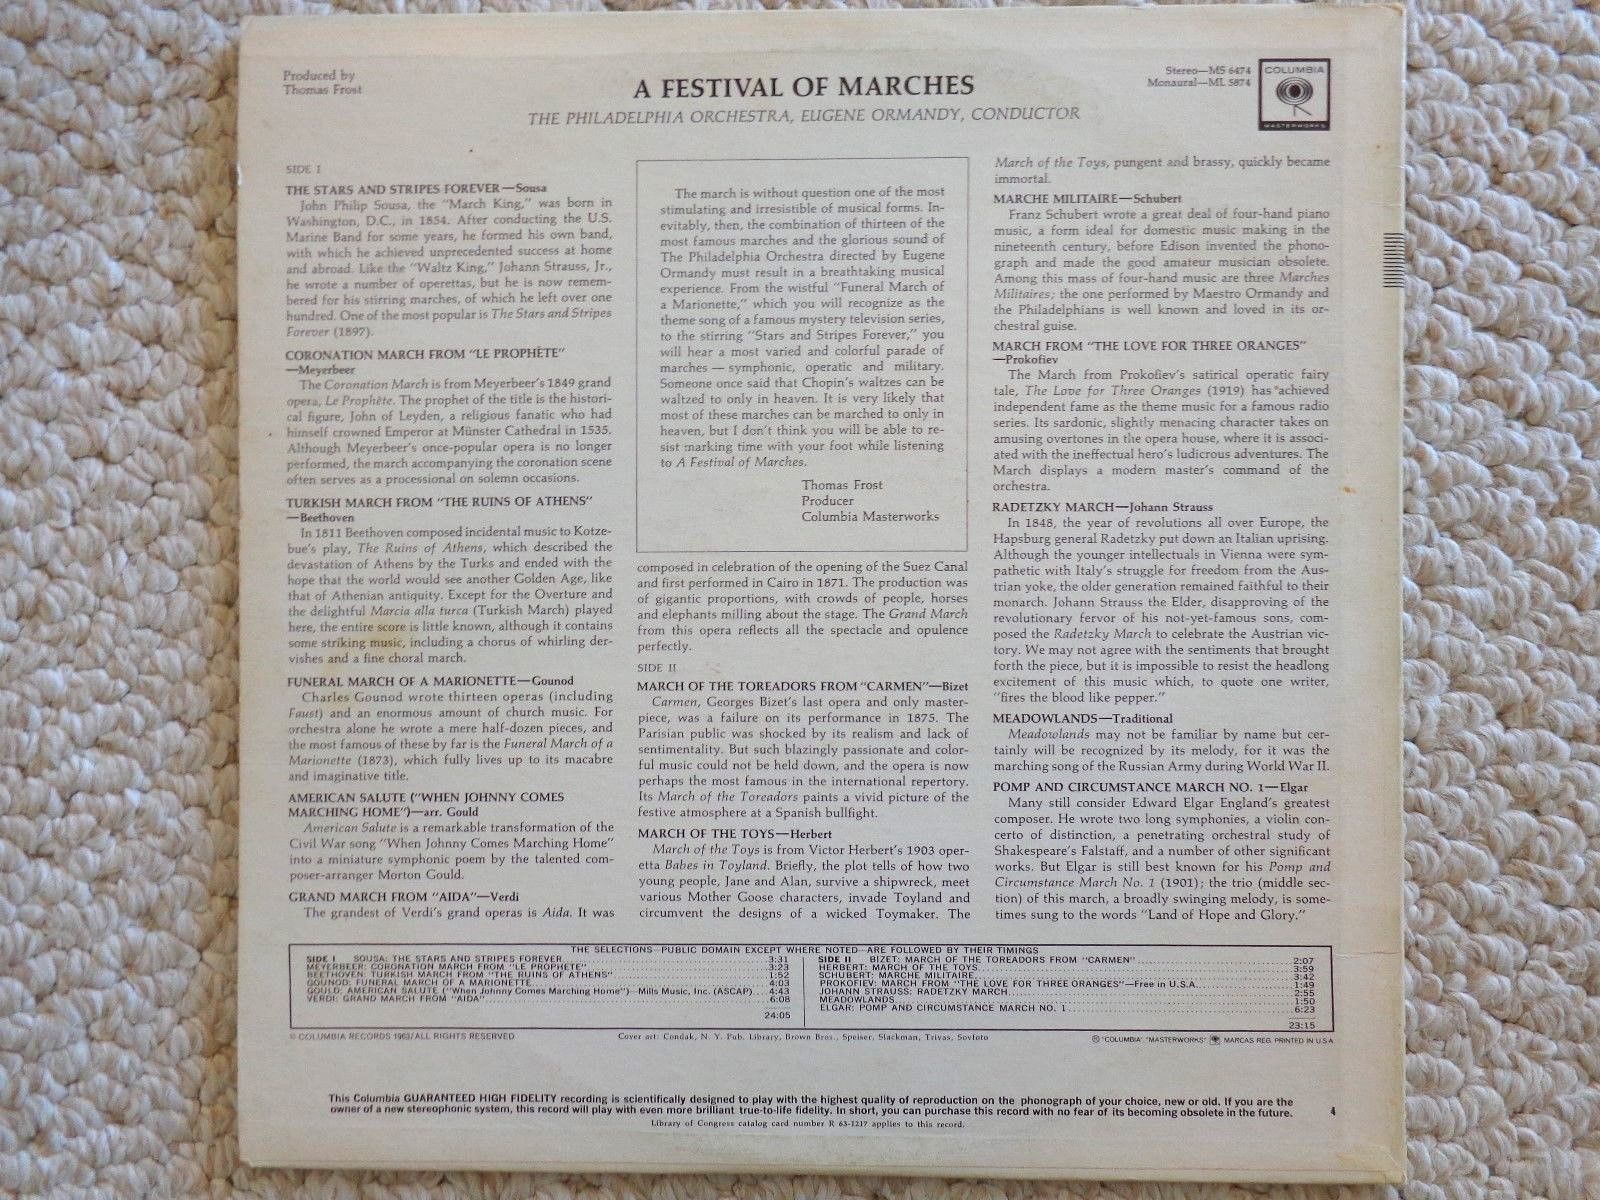 Produced by
Thomas Frost
A FESTIVAL OF MARCHES
THE PHILADELPHIA ORCHESTRA, EUGENE ORMANDY, CONDUCTOR
Stereo—MS 6474
Monaural—ML 5874
COLUMBIA
MASTERWORKS
SIDE I
THE STARS AND STRIPES FOREVER—Sousa
John Philip Sousa, the "March King," was born in
Washington, D.C., in 1854. After conducting the U.S.
Marine Band for some years, he formed his own band,
with which he achieved unprecedented success at home
and abroad. Like the "Waltz King," Johann Strauss, Jr.,
he wrote a number of operettas, but he is now remem-
bered for his stirring marches, of which he left over one
hundred. One of the most popular is The Stars and Stripes
Forever (1897).
CORONATION MARCH FROM "LE PROPHÈTE"
—Meyerbeer
The Coronation March is from Meyerbeer's 1849 grand
opera, Le Prophète. The prophet of the title is the histori-
cal figure, John of Leyden, a religious fanatic who had
himself crowned Emperor at Münster Cathedral in 1535.
Although Meyerbeer's once-popular opera is no longer
performed, the march accompanying the coronation scene
often serves as a processional on solemn occasions.
TURKISH MARCH FROM "THE RUINS OF ATHENS"
—Beethoven
In 1811 Beethoven composed incidental music to Kotze-
bue's play, The Ruins of Athens, which described the
devastation of Athens by the Turks and ended with the
hope that the world would see another Golden Age, like
that of Athenian antiquity. Except for the Overture and
the delightful Marcia alla turca (Turkish March) played
here, the entire score is little known, although it contains
some striking music, including a chorus of whirling der-
vishes and a fine choral march.
FUNERAL MARCH OF A MARIONETTE—Gounod
Charles Gounod wrote thirteen operas (including
Faust) and an enormous amount of church music. For
orchestra alone he wrote a mere half-dozen pieces, and
the most famous of these by far is the Funeral March of a
Marionette (1873), which fully lives up to its macabre
and imaginative title.
AMERICAN SALUTE ("WHEN JOHNNY COMES
MARCHING HOME")—arr. Gould
American Salute is a remarkable transformation of the
Civil War song "When Johnny Comes Marching Home"
into a miniature symphonic poem by the talented com-
poser-arranger Morton Gould.
GRAND MARCH FROM "AIDA"—Verdi
The grandest of Verdi's grand operas is Aida. It was
The march is without question one of the most
stimulating and irresistible of musical forms. In-
evitably, then, the combination of thirteen of the
most famous marches and the glorious sound of
The Philadelphia Orchestra directed by Eugene
Ormandy must result in a breathtaking musical
experience. From the wistful "Funeral March of
a Marionette," which you will recognize as the
theme song of a famous mystery television series,
to the stirring "Stars and Stripes Forever," you
will hear a most varied and colorful parade of
marches — symphonic, operatic and military.
Someone once said that Chopin's waltzes can be
waltzed to only in heaven. It is very likely that
most of these marches can be marched to only in
heaven, but I don't think you will be able to re-
sist marking time with your foot while listening
to A Festival of Marches.
Thomas Frost
Producer
Columbia Masterworks
composed in celebration of the opening of the Suez Canal
and first performed in Cairo in 1871. The production was
of gigantic proportions, with crowds of people, horses
and elephants milling about the stage. The Grand March
from this opera reflects all the spectacle and opulence
perfectly.
SIDE II
MARCH OF THE TOREADORS FROM "CARMEN"—Bizet
Carmen, Georges Bizet's last opera and only master-
piece, was a failure on its performance in 1875. The
Parisian public was shocked by its realism and lack of
sentimentality. But such blazingly passionate and color-
ful music could not be held down, and the opera is now
perhaps the most famous in the international repertory.
Its March of the Toreadors paints a vivid picture of the
festive atmosphere at a Spanish bullfight.
MARCH OF THE TOYS—Herbert
March of the Toys is from Victor Herbert's 1903 oper-
etta Babes in Toyland. Briefly, the plot tells of how two
young people, Jane and Alan, survive a shipwreck, meet
various Mother Goose characters, invade Toyland and
circumvent the designs of a wicked Toymaker. The
March of the Toys, pungent and brassy, quickly became
immortal.
MARCHE MILITAIRE—Schubert
Franz Schubert wrote a great deal of four-hand piano
music, a form ideal for domestic music making in the
nineteenth century, before Edison invented the phono-
graph and made the good amateur musician obsolete.
Among this mass of four-hand music are three Marches
Militaires; the one performed by Maestro Ormandy and
the Philadelphians is well known and loved in its or-
chestral guise.
MARCH FROM "THE LOVE FOR THREE ORANGES"
—Prokofiev
The March from Prokofiev's satirical operatic fairy
tale, The Love for Three Oranges (1919) has achieved
independent fame as the theme music for a famous radio
series. Its sardonic, slightly menacing character takes on
amusing overtones in the opera house, where it is associ-
ated with the ineffectual hero's ludicrous adventures. The
March displays a modern master's command of the
orchestra.
RADETZKY MARCH—Johann Strauss
In 1848, the year of revolutions all over Europe, the
Hapsburg general Radetzky put down an Italian uprising.
Although the younger intellectuals in Vienna were sym-
pathetic with Italy's struggle for freedom from the Aus-
trian yoke, the older generation remained faithful to their
monarch. Johann Strauss the Elder, disapproving of the
revolutionary fervor of his not-yet-famous sons, com-
posed the Radetzky March to celebrate the Austrian vic-
tory. We may not agree with the sentiments that brought
forth the piece, but it is impossible to resist the headlong
excitement of this music which, to quote one writer,
"fires the blood like pepper."
MEADOWLANDS—Traditional
Meadowlands may not be familiar by name but cer-
tainly will be recognized by its melody, for it was the
marching song of the Russian Army during World War II.
POMP AND CIRCUMSTANCE MARCH NO. 1—Elgar
Many still consider Edward Elgar England's greatest
composer. He wrote two long symphonies, a violin con-
certo of distinction, a penetrating orchestral study of
Shakespeare's Falstaff, and a number of other significant
works. But Elgar is still best known for his Pomp and
Circumstance March No. 1 (1901); the trio (middle sec-
tion) of this march, a broadly swinging melody, is some-
times sung to the words "Land of Hope and Glory."
THE SELECTIONS—PUBLIC DOMAIN EXCEPT WHERE NOTED—ARE FOLLOWED BY THEIR TIMINGS
SIDE I SOUSA: THE STARS AND STRIPES FOREVER 3:31
MEYERBEER: CORONATION MARCH FROM "LE PROPHÈTE" 3:23
BEETHOVEN: TURKISH MARCH FROM "THE RUINS OF ATHENS" 1:52
GOUNOD: FUNERAL MARCH OF A MARIONETTE 4:03
GOULD: AMERICAN SALUTE ("When Johnny Comes Marching Home")—Mills Music, Inc. (ASCAP) 4:43
VERDI: GRAND MARCH FROM "AIDA" 6:08
24:05
SIDE II BIZET: MARCH OF THE TOREADORS FROM "CARMEN" 2:07
HERBERT: MARCH OF THE TOYS 3:59
SCHUBERT: MARCHE MILITAIRE 3:42
PROKOFIEV: MARCH FROM "THE LOVE FOR THREE ORANGES"—Free in U.S.A. 1:49
JOHANN STRAUSS: RADETZKY MARCH 2:55
MEADOWLANDS 1:50
ELGAR: POMP AND CIRCUMSTANCE MARCH NO. 1 6:23
23:15
© COLUMBIA RECORDS 1963/ALL RIGHTS RESERVED
Cover art: Condak, N. Y. Pub. Library, Brown Bros., Speiser, Slackman, Trivas, Sovfoto
® "COLUMBIA" "MASTERWORKS" MARCAS REG. PRINTED IN U.S.A
This Columbia GUARANTEED HIGH FIDELITY recording is scientifically designed to play with the highest quality of reproduction on the phonograph of your choice, new or old. If you are the
owner of a new stereophonic system, this record will play with even more brilliant true-to-life fidelity. In short, you can purchase this record with no fear of its becoming obsolete in the future.
4
Library of Congress catalog card number R 63-1217 applies to this record.